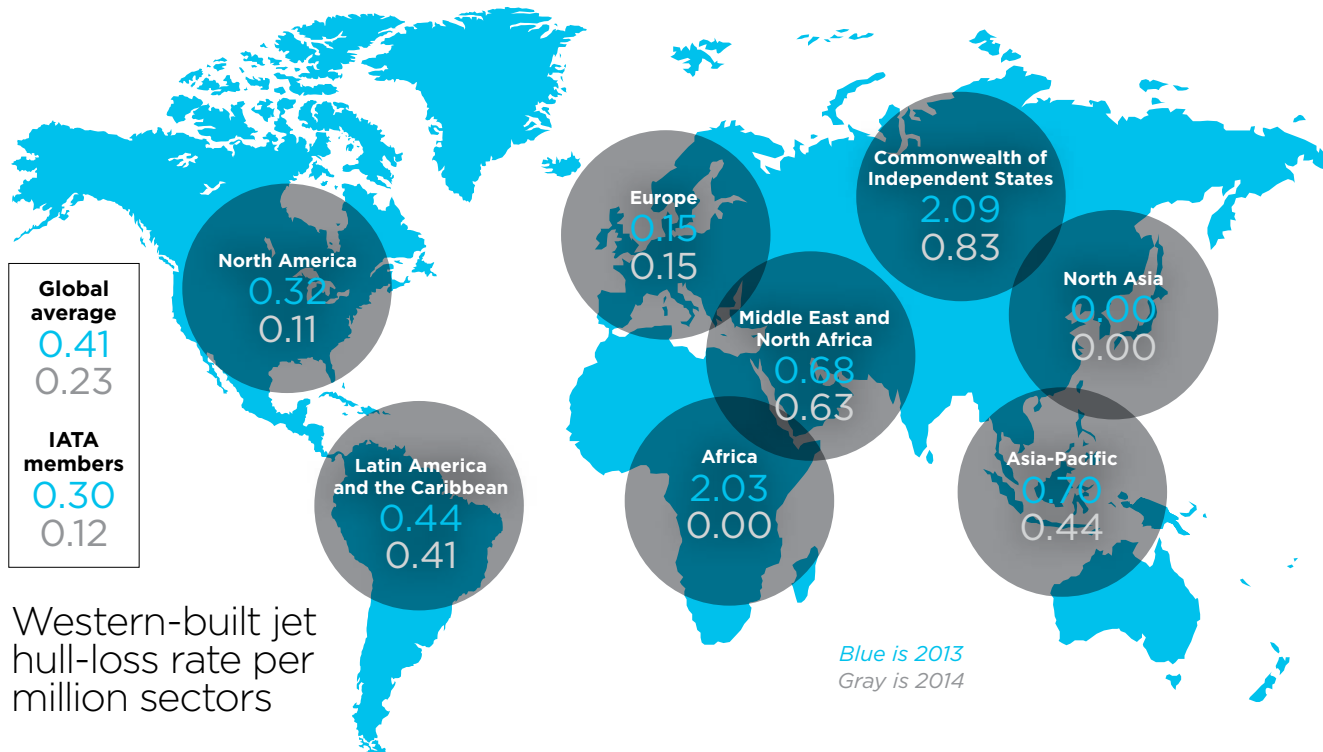 Commonwealth of
Independent States
2.09
0.83
Europe
0.15
0.15
North America
0.32
0.11
North Asia
0.00
0.00
Global
average
0.41
0.23
IATA
members
0.30
0.12
Middle East and
North Africa
0.68
0.63
Latin America
and the Caribbean
0.44
0.41
Africa
2.03
0.00
Asia-Pacific
0.70
0.44
Western-built jet
hull-loss rate per
million sectors
Blue is 2013
Gray is 2014